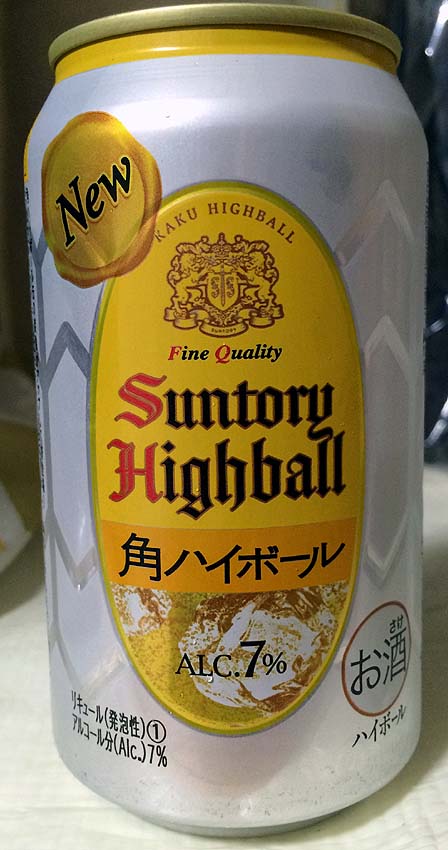 New
KAKU HIGHBALL
SUNTORY
Fine Quality
Suntory
Highball
角ハイボール
ALC.7%
リキュール(発泡性)①
アルコール分(Alc.)7%
さけ
お酒
ハイボール